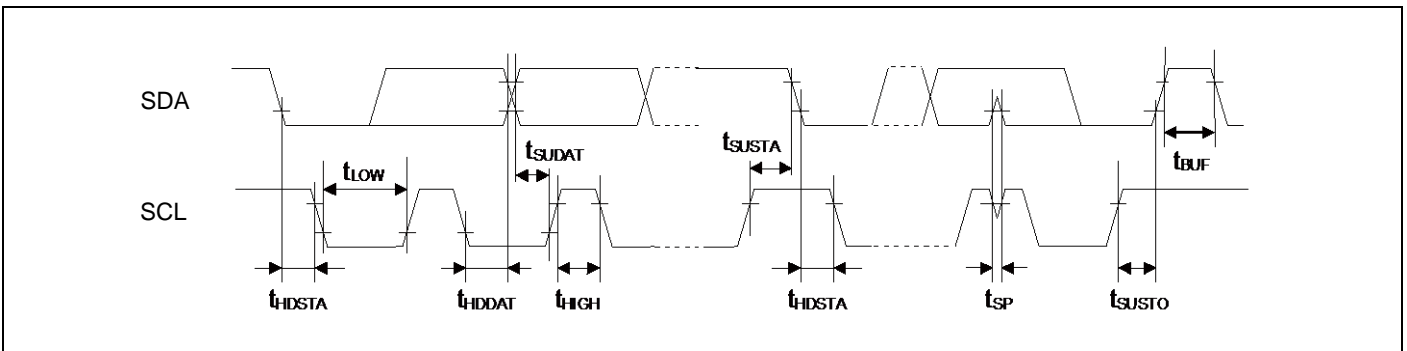 SDA
tSUDAT
tSUSTA
tBUF
tLOW
SCL
tHDSTA
tHDDAT
tHIGH
tHDSTA
tSP
tSUSTO